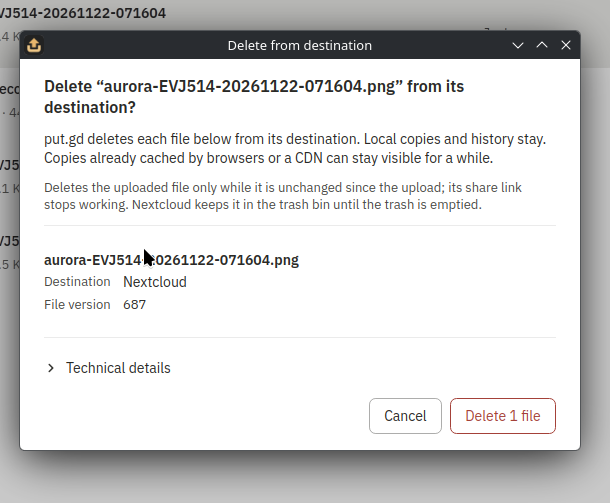 VJ514-20261122-071604
Delete from destination
Delete “aurora-EVJ514-20261122-071604.png” from its
destination?
put.gd deletes each file below from its destination. Local copies and history stay.
Copies already cached by browsers or a CDN can stay visible for a while.
Deletes the uploaded file only while it is unchanged since the upload; its share link
stops working. Nextcloud keeps it in the trash bin until the trash is emptied.
aurora-EVJ514-20261122-071604.png
Destination Nextcloud
File version 687
Technical details
Cancel Delete 1 file